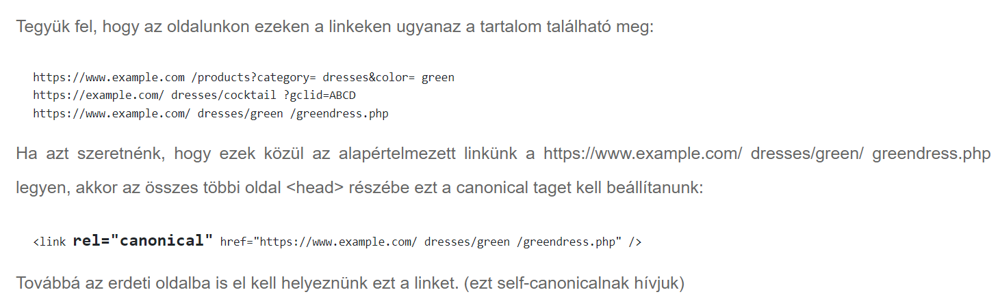 Tegyük fel, hogy az oldalunkon ezeken a linkeken ugyanaz a tartalom található meg:
https://www.example.com /products?category= dresses&color= green
https://example.com/ dresses/cocktail ?gclid=ABCD
https://www.example.com/ dresses/green /greendress.php
Ha azt szeretnénk, hogy ezek közül az alapértelmezett linkünk a https://www.example.com/ dresses/green/ greendress.php
legyen, akkor az összes többi oldal <head> részébe ezt a canonical taget kell beállítanunk:
<link rel="canonical" href="https://www.example.com/ dresses/green /greendress.php" />
Továbbá az erdeti oldalba is el kell helyeznünk ezt a linket. (ezt self-canonicalnak hívjuk)